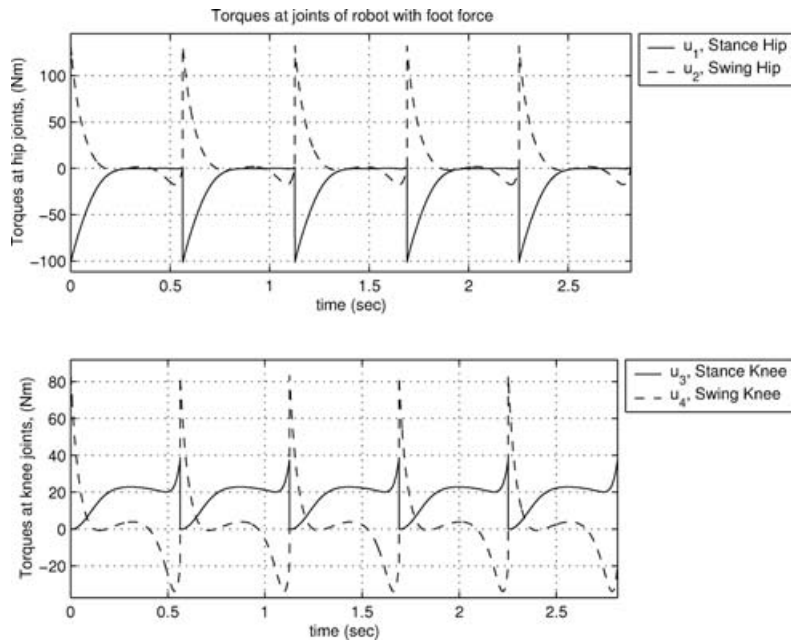 Torques at joints of robot with foot force
Torques at hip joints, (Nm)
100
50
0
−50
−100
0 0.5 1 1.5 2 2.5
time (sec)
u1, Stance Hip
u2, Swing Hip
Torques at knee joints, (Nm)
80
60
40
20
0
−20
0 0.5 1 1.5 2 2.5
time (sec)
u3, Stance Knee
u4, Swing Knee